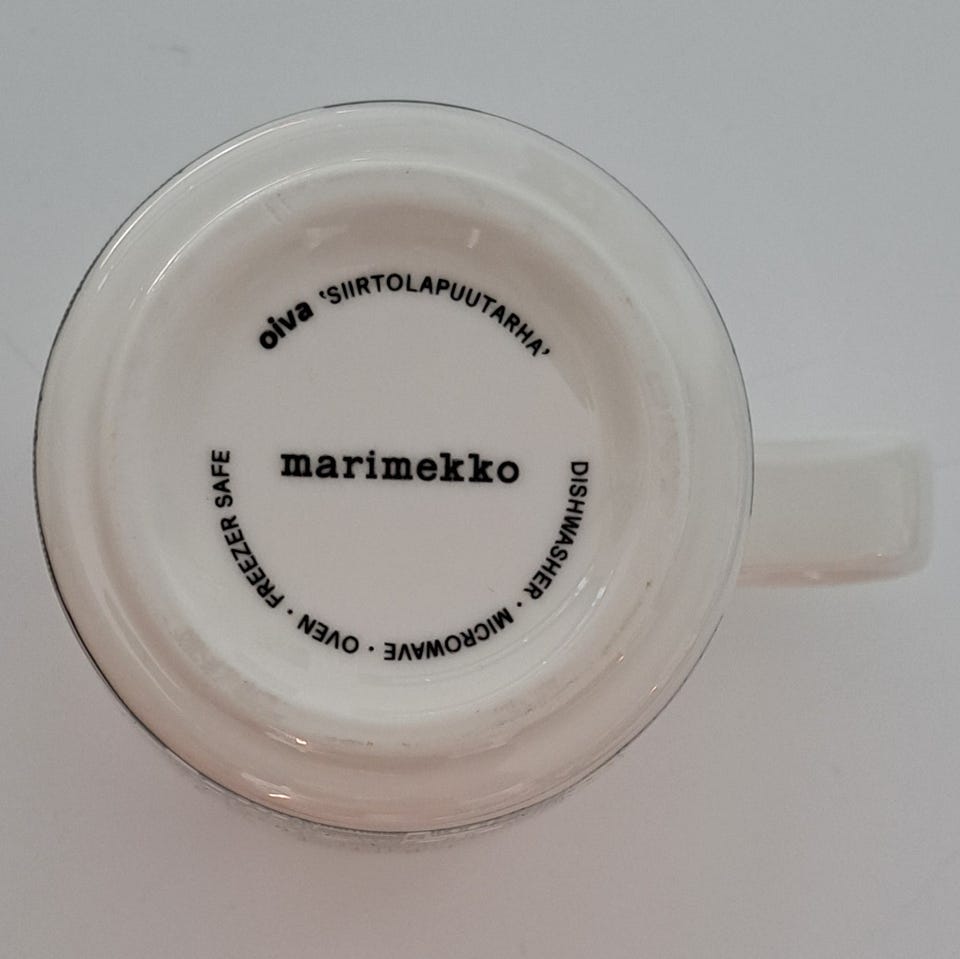 oiva ‘SIIRTOLAPUUTARHA’
marimekko
DISHWASHER · MICROWAVE · OVEN · FREEZER SAFE